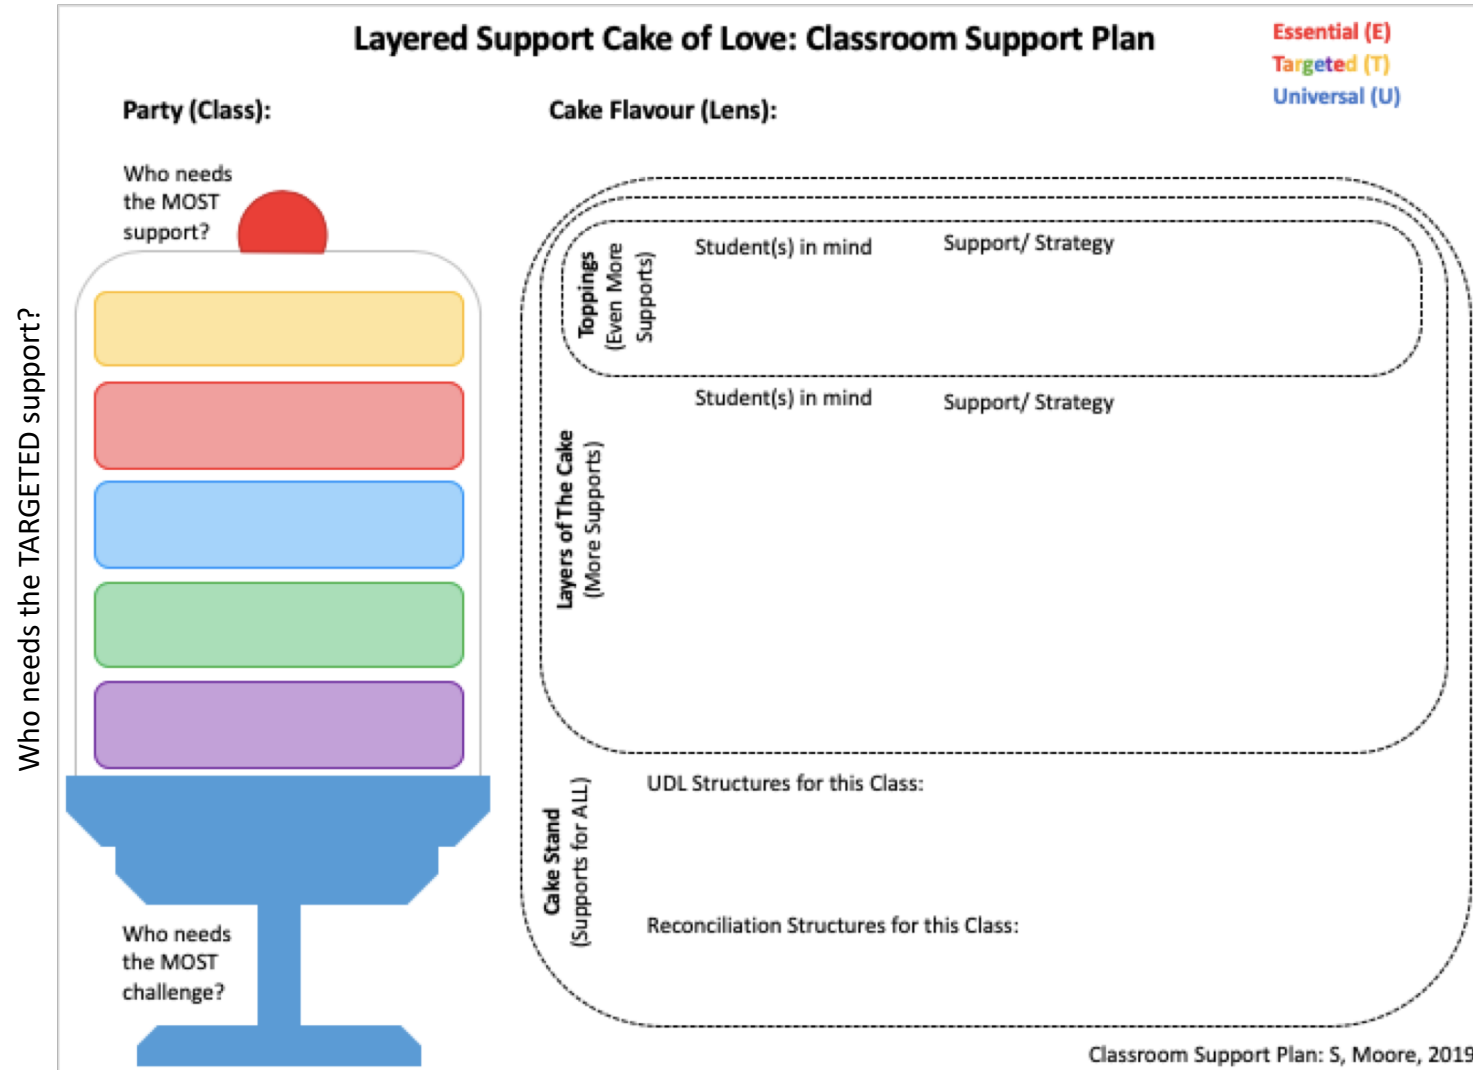 Layered Support Cake of Love: Classroom Support Plan
Essential (E)
Targeted (T)
Universal (U)
Party (Class):
Cake Flavour (Lens):
Who needs
the MOST
support?
Who needs the TARGETED support?
Toppings
(Even More
Supports)
Student(s) in mind
Support/ Strategy
Layers of The Cake
(More Supports)
Student(s) in mind
Support/ Strategy
Cake Stand
(Supports for ALL)
UDL Structures for this Class:
Reconciliation Structures for this Class:
Who needs
the MOST
challenge?
Classroom Support Plan: S, Moore, 2019